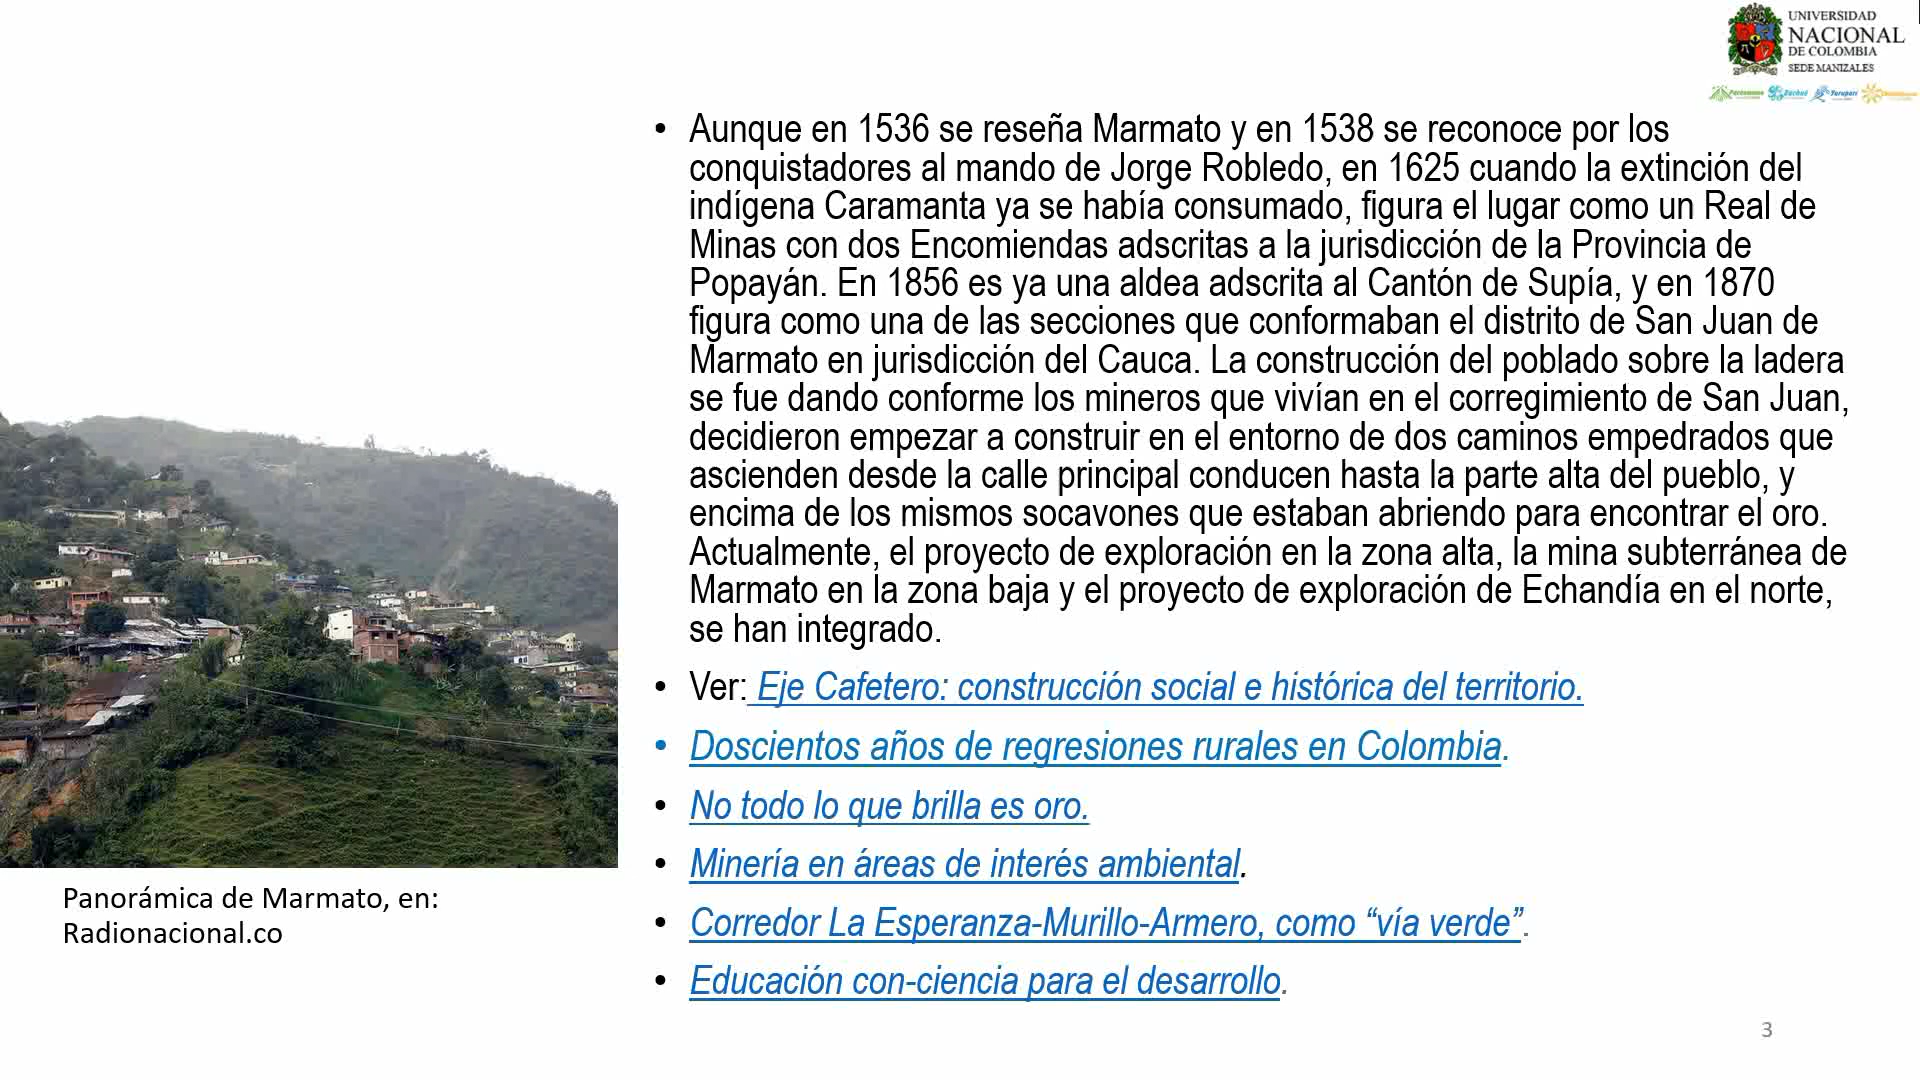 UNIVERSIDAD
NACIONAL
DE COLOMBIA
SEDE MANIZALES
• Aunque en 1536 se reseña Marmato y en 1538 se reconoce por los
conquistadores al mando de Jorge Robledo, en 1625 cuando la extinción del
indígena Caramanta ya se había consumado, figura el lugar como un Real de
Minas con dos Encomiendas adscritas a la jurisdicción de la Provincia de
Popayán. En 1856 es ya una aldea adscrita al Cantón de Supía, y en 1870
figura como una de las secciones que conformaban el distrito de San Juan de
Marmato en jurisdicción del Cauca. La construcción del poblado sobre la ladera
se fue dando conforme los mineros que vivían en el corregimiento de San Juan,
decidieron empezar a construir en el entorno de dos caminos empedrados que
ascienden desde la calle principal conducen hasta la parte alta del pueblo, y
encima de los mismos socavones que estaban abriendo para encontrar el oro.
Actualmente, el proyecto de exploración en la zona alta, la mina subterránea de
Marmato en la zona baja y el proyecto de exploración de Echandía en el norte,
se han integrado.
• Ver: Eje Cafetero: construcción social e histórica del territorio.
• Doscientos años de regresiones rurales en Colombia.
• No todo lo que brilla es oro.
• Minería en áreas de interés ambiental.
• Corredor La Esperanza-Murillo-Armero, como “vía verde”.
• Educación con-ciencia para el desarrollo.
Panorámica de Marmato, en:
Radionacional.co
3